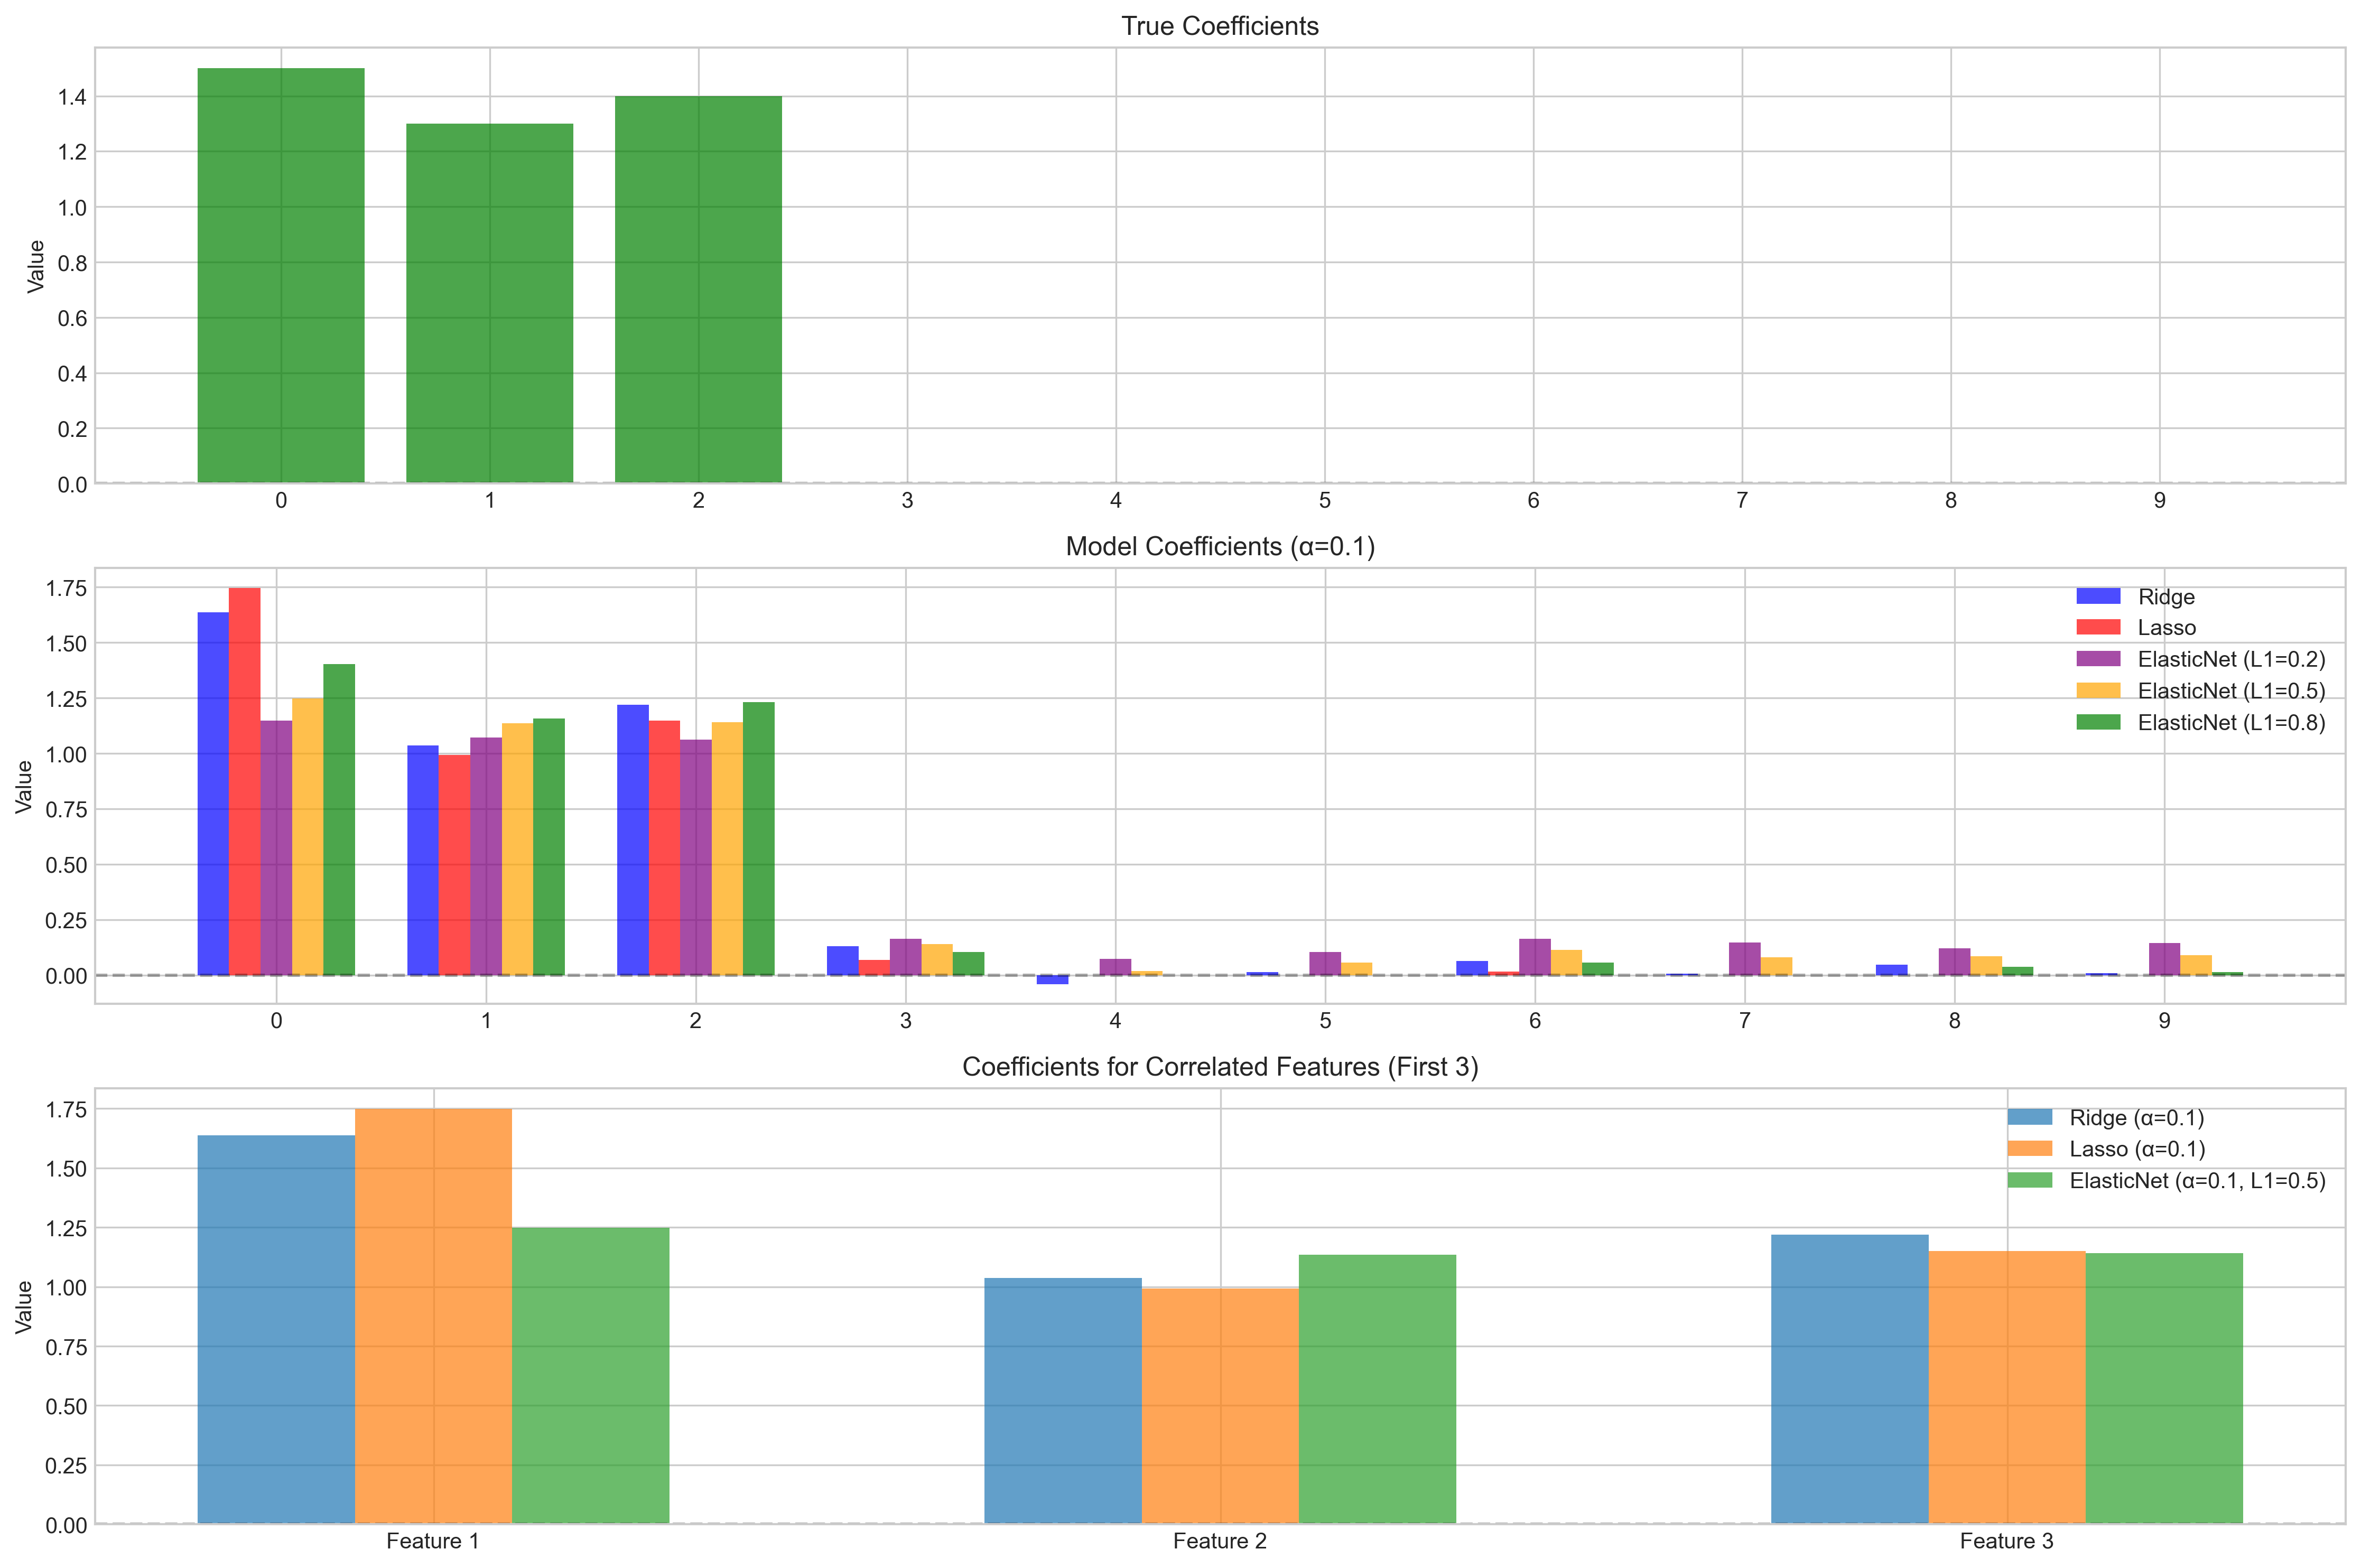 True Coefficients
1.4
1.2
1.0
0.8
0.6
0.4
0.2
0.0
Value
0 1 2 3 4 5 6 7 8 9
Model Coefficients (α=0.1)
1.75
1.50
1.25
1.00
0.75
0.50
0.25
0.00
Value
Ridge
Lasso
ElasticNet (L1=0.2)
ElasticNet (L1=0.5)
ElasticNet (L1=0.8)
0 1 2 3 4 5 6 7 8 9
Coefficients for Correlated Features (First 3)
1.75
1.50
1.25
1.00
0.75
0.50
0.25
0.00
Value
Ridge (α=0.1)
Lasso (α=0.1)
ElasticNet (α=0.1, L1=0.5)
Feature 1 Feature 2 Feature 3